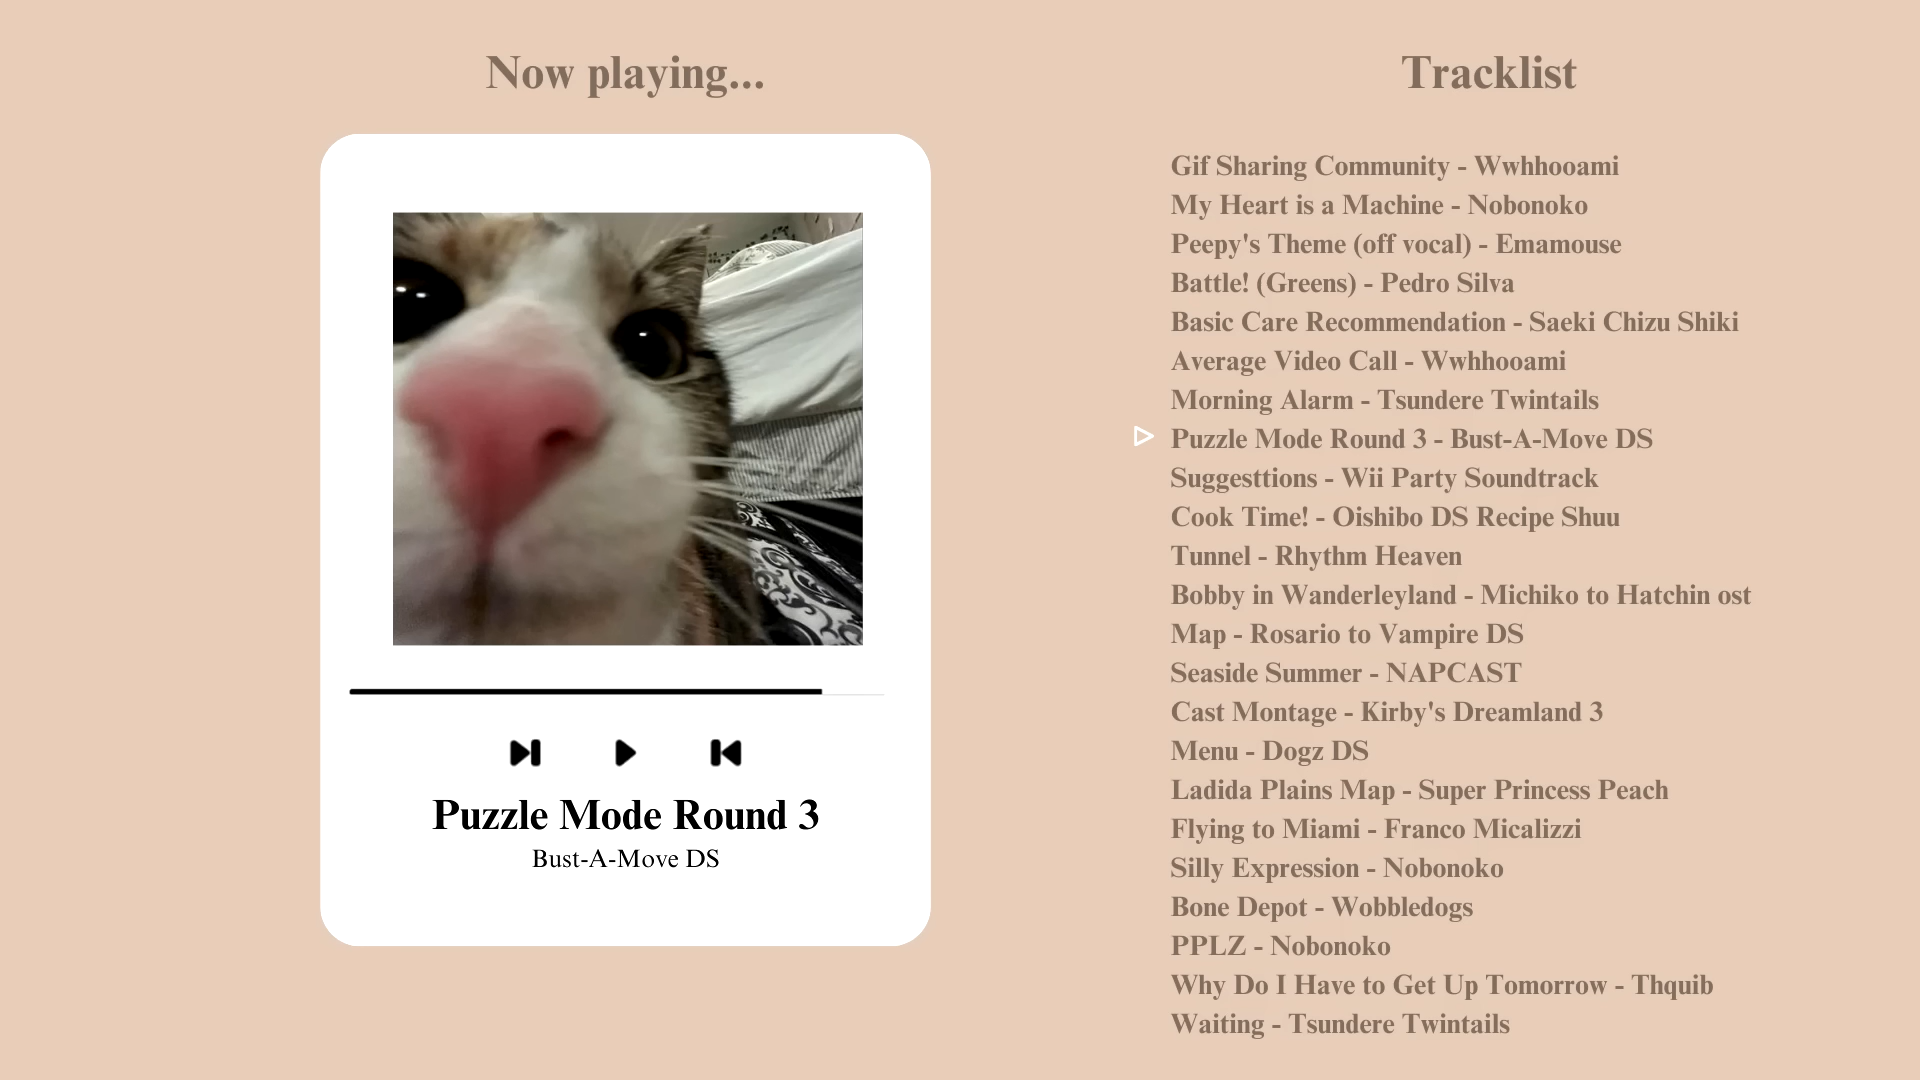 Now playing...
Puzzle Mode Round 3
Bust-A-Move DS
Tracklist
Gif Sharing Community - Wwhhooami
My Heart is a Machine - Nobonoko
Peepy's Theme (off vocal) - Emamouse
Battle! (Greens) - Pedro Silva
Basic Care Recommendation - Saeki Chizu Shiki
Average Video Call - Wwhhooami
Morning Alarm - Tsundere Twintails
Puzzle Mode Round 3 - Bust-A-Move DS
Suggesttions - Wii Party Soundtrack
Cook Time! - Oishibo DS Recipe Shuu
Tunnel - Rhythm Heaven
Bobby in Wanderleyland - Michiko to Hatchin ost
Map - Rosario to Vampire DS
Seaside Summer - NAPCAST
Cast Montage - Kirby's Dreamland 3
Menu - Dogz DS
Ladida Plains Map - Super Princess Peach
Flying to Miami - Franco Micalizzi
Silly Expression - Nobonoko
Bone Depot - Wobbledogs
PPLZ - Nobonoko
Why Do I Have to Get Up Tomorrow - Thquib
Waiting - Tsundere Twintails